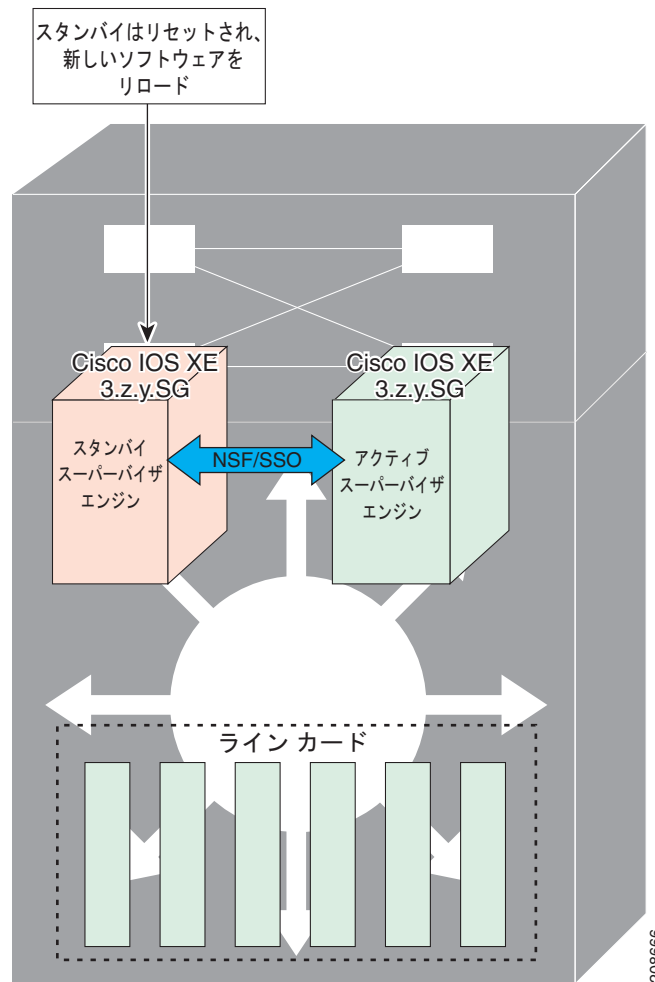 スタンバイはリセットされ、
新しいソフトウェアを
リロード
Cisco IOS XE
3.z.y.SG
Cisco IOS XE
3.z.y.SG
スタンバイ
スーパーバイザ
エンジン
NSF/SSO
アクティブ
スーパーバイザ
エンジン
ライン カード
208666